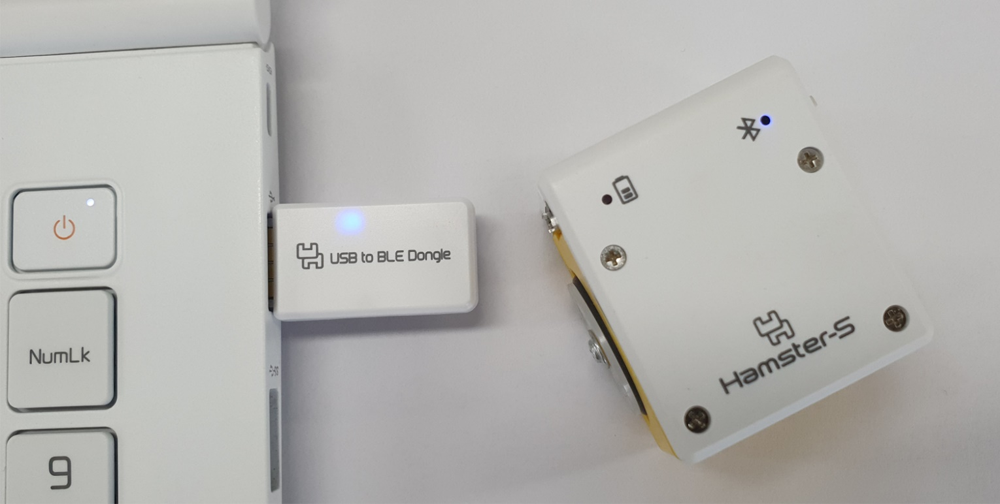 NumLk
9
USB to BLE Dongle
Hamster-S